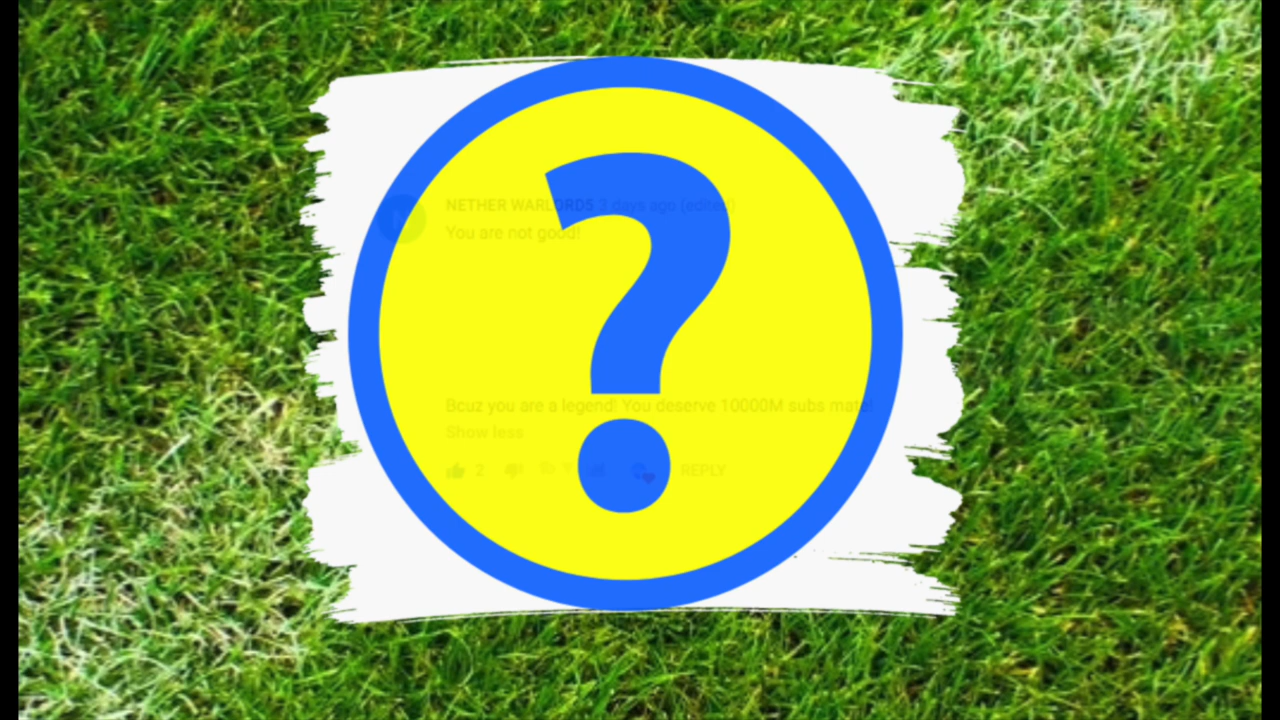 ?
NETHER WARLORDS 3 days ago (edited)
You are not good!
Bcuz you are a legend! You deserve 10000M subs mate!
Show less
2 REPLY